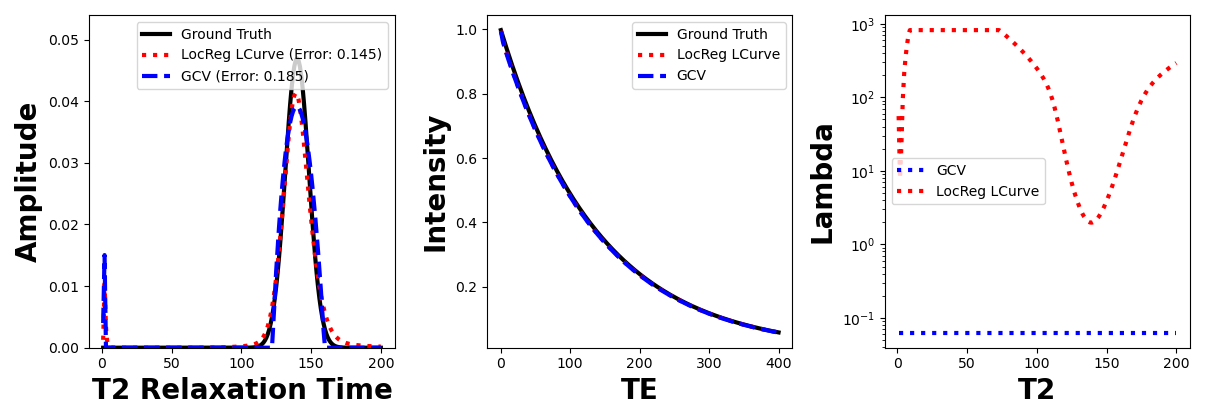 0.05
0.04
0.03
0.02
0.01
0.00
0
50
100
150
200
Amplitude
T2 Relaxation Time
Ground Truth
LocReg LCurve (Error: 0.145)
GCV (Error: 0.185)
1.0
0.8
0.6
0.4
0.2
0
100
200
300
400
Intensity
TE
Ground Truth
LocReg LCurve
GCV
10³
10²
10¹
10⁰
10⁻¹
0
50
100
150
200
Lambda
T2
GCV
LocReg LCurve